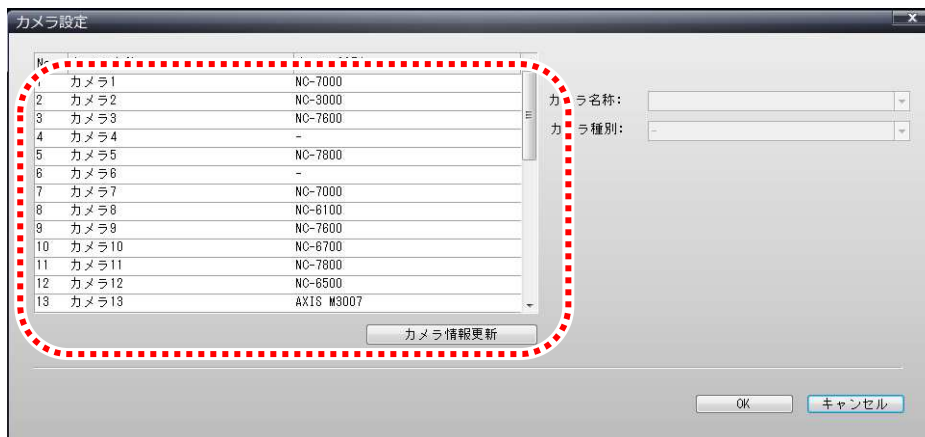 カメラ設定
No
1 カメラ1 NC-7000
カメラ名称:
2 カメラ2 NC-3000
3 カメラ3 NC-7600
カメラ種別: -
4 カメラ4 -
5 カメラ5 NC-7800
6 カメラ6 -
7 カメラ7 NC-7000
8 カメラ8 NC-6100
9 カメラ9 NC-7600
10 カメラ10 NC-6700
11 カメラ11 NC-7800
12 カメラ12 NC-6500
13 カメラ13 AXIS M3007
カメラ情報更新
OK キャンセル